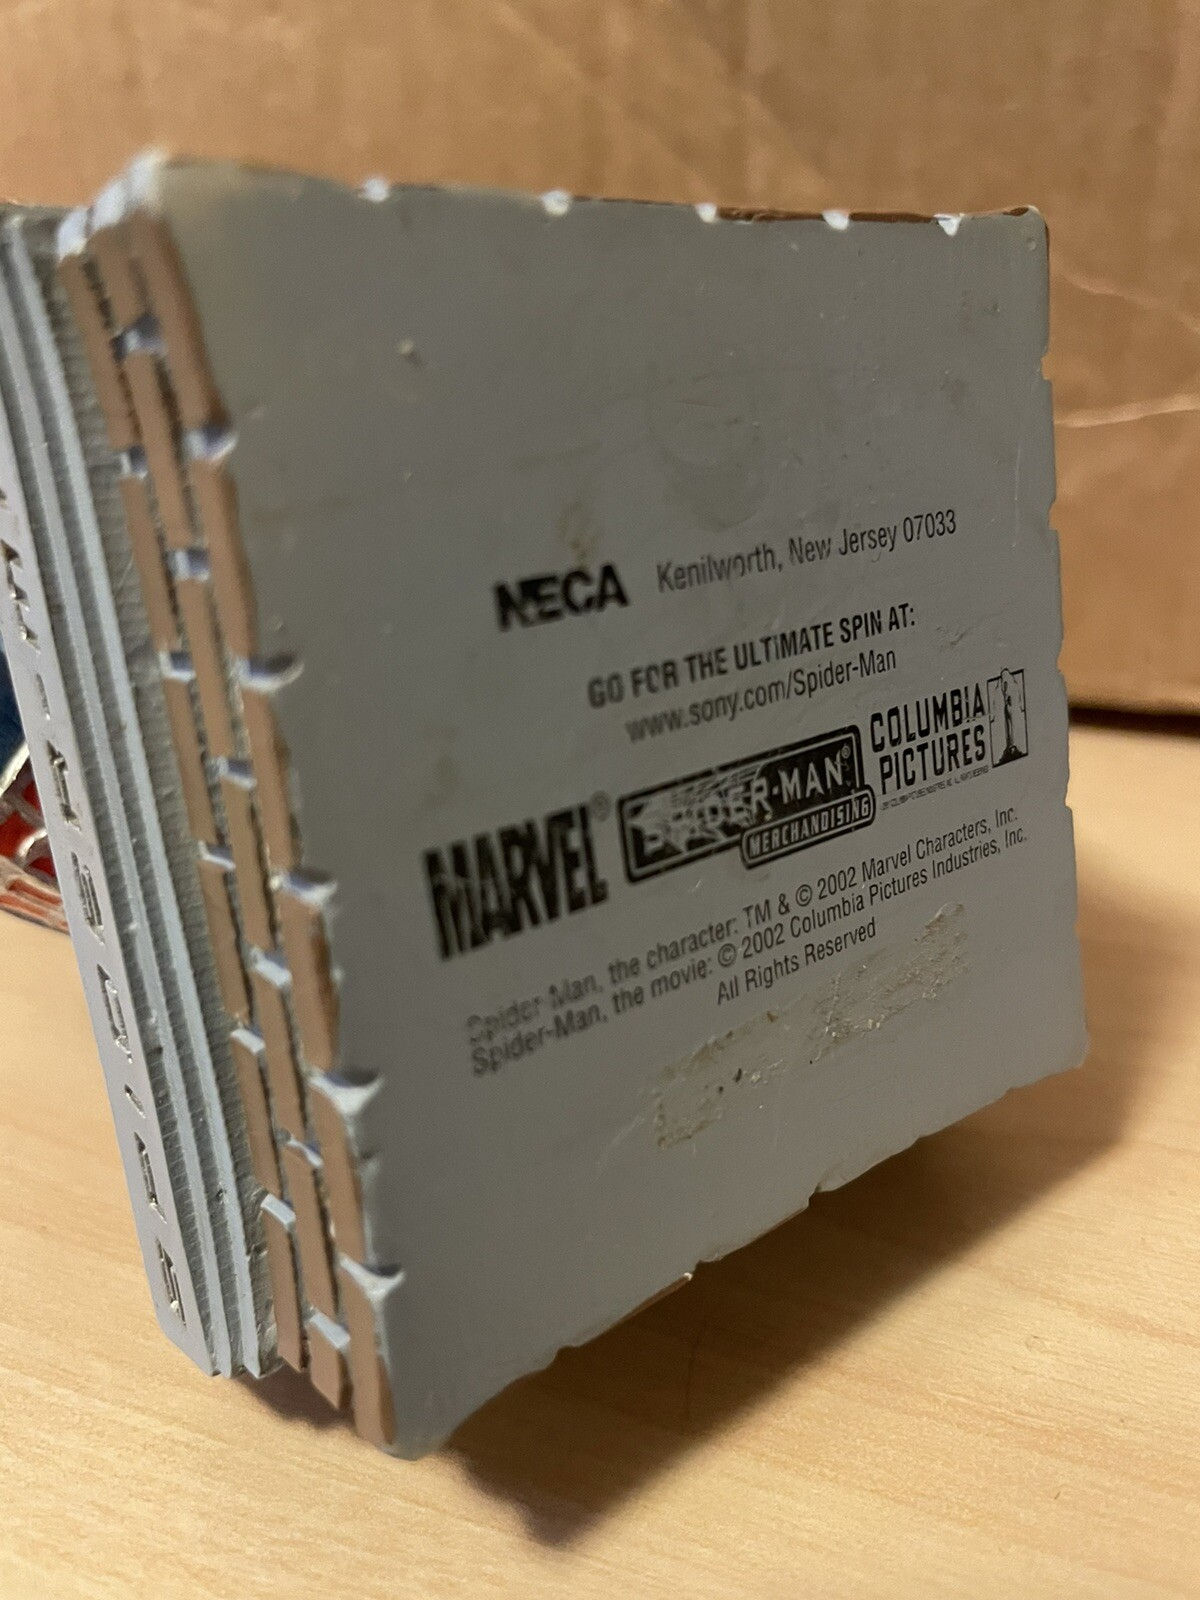 NECA Kenilworth, New Jersey 07033
GO FOR THE ULTIMATE SPIN AT:
www.sony.com/Spider-Man
MARVEL® SPIDER-MAN® MERCHANDISING COLUMBIA PICTURES
Spider-Man, the character: TM & © 2002 Marvel Characters, Inc.
Spider-Man, the movie: © 2002 Columbia Pictures Industries, Inc.
All Rights Reserved